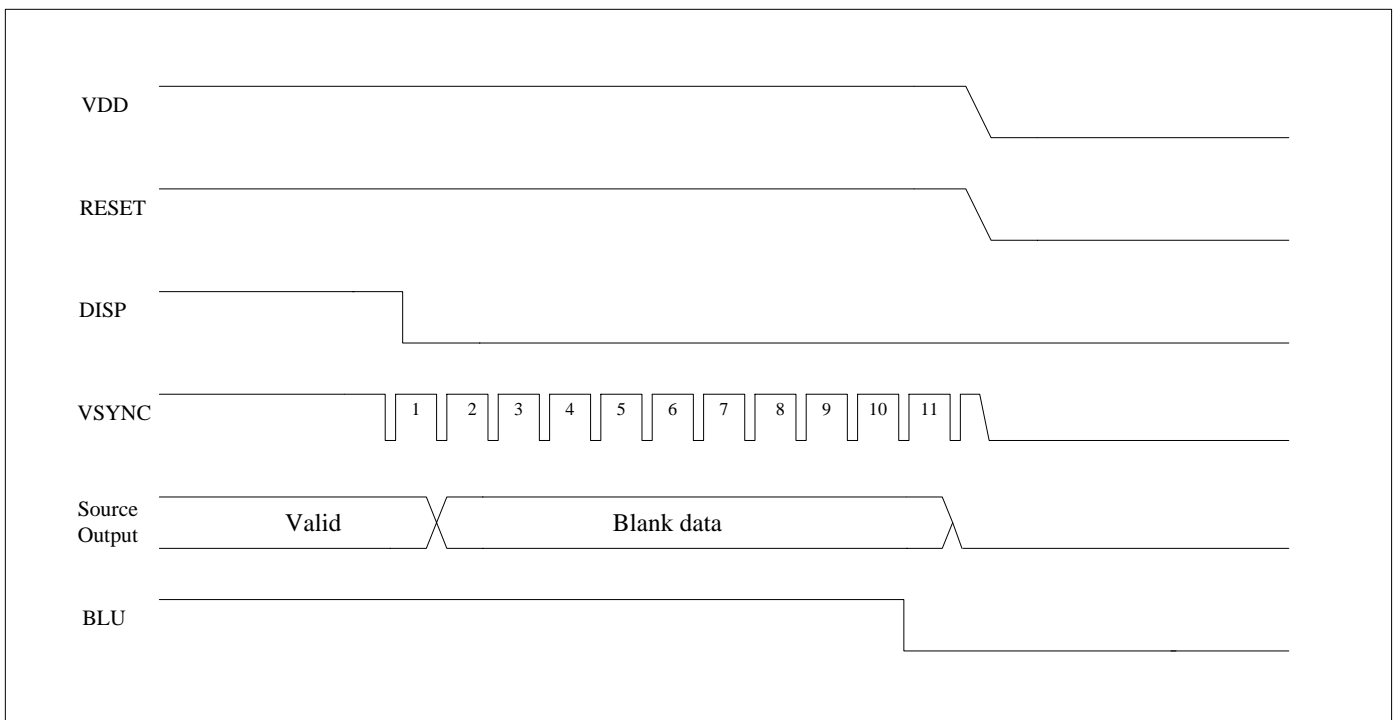 VDD
RESET
DISP
VSYNC
1 2 3 4 5 6 7 8 9 10 11
Source
Output
Valid
Blank data
BLU